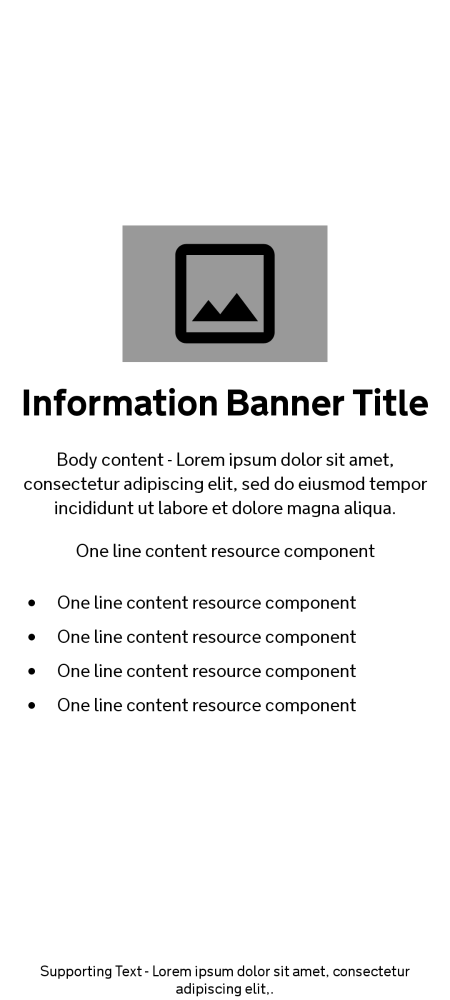 Information Banner Title
Body content - Lorem ipsum dolor sit amet,
consectetur adipiscing elit, sed do eiusmod tempor
incididunt ut labore et dolore magna aliqua.
One line content resource component
• One line content resource component
• One line content resource component
• One line content resource component
• One line content resource component
Supporting Text - Lorem ipsum dolor sit amet, consectetur
adipiscing elit,.